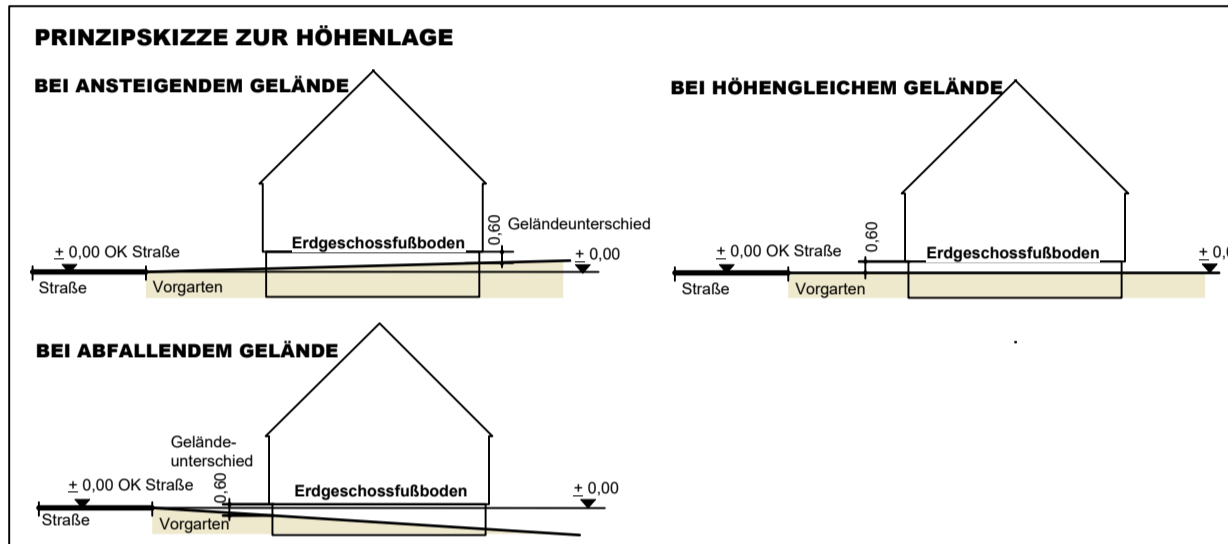 PRINZIPSKIZZE ZUR HÖHENLAGE
BEI ANSTEIGENDEM GELÄNDE
0,60
Geländeunterschied
Erdgeschossfußboden
± 0,00 OK Straße
± 0,00
Straße
Vorgarten
BEI HÖHENGLEICHEM GELÄNDE
0,60
± 0,00 OK Straße
Erdgeschossfußboden
± 0,0
Straße
Vorgarten
BEI ABFALLENDEM GELÄNDE
Gelände-
unterschied
0,60
± 0,00 OK Straße
Erdgeschossfußboden
± 0,00
Straße
Vorgarten